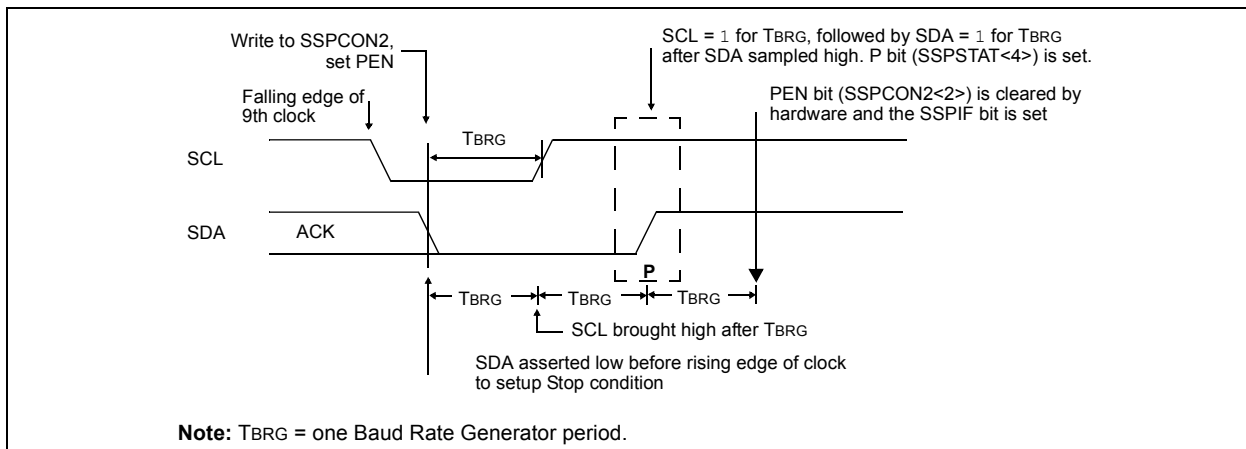 Write to SSPCON2,
set PEN
SCL = 1 for TBRG, followed by SDA = 1 for TBRG
after SDA sampled high. P bit (SSPSTAT<4>) is set.
Falling edge of
9th clock
PEN bit (SSPCON2<2>) is cleared by
hardware and the SSPIF bit is set
TBRG
SCL
SDA
ACK
P
TBRG
TBRG
TBRG
SCL brought high after TBRG
SDA asserted low before rising edge of clock
to setup Stop condition
Note: TBRG = one Baud Rate Generator period.